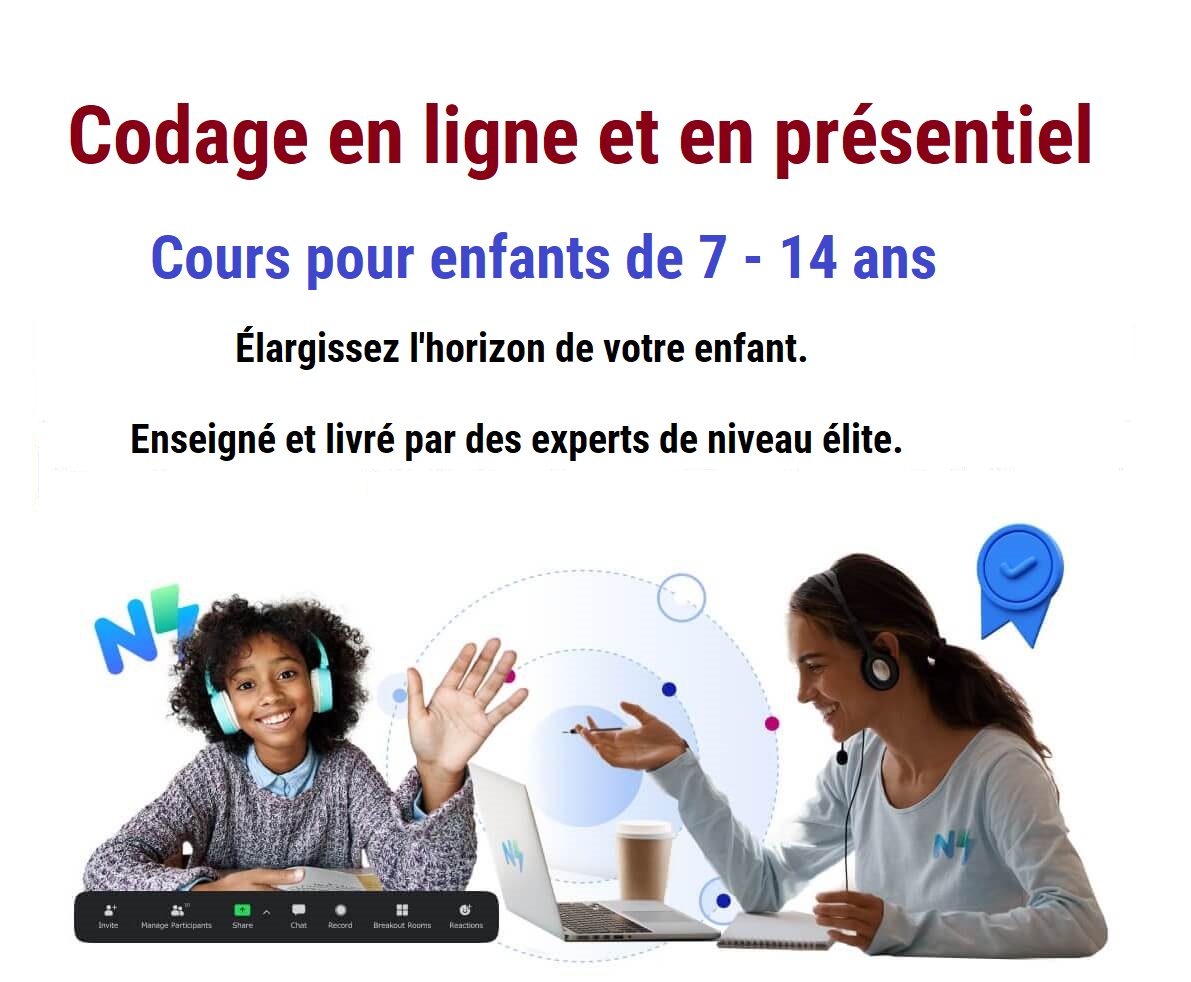 Codage en ligne et en présentiel
Cours pour enfants de 7 - 14 ans
Élargissez l'horizon de votre enfant.
Enseigné et livré par des experts de niveau élite.
Invite
Manage Participants
Share
Chat
Record
Breakout Rooms
Reactions